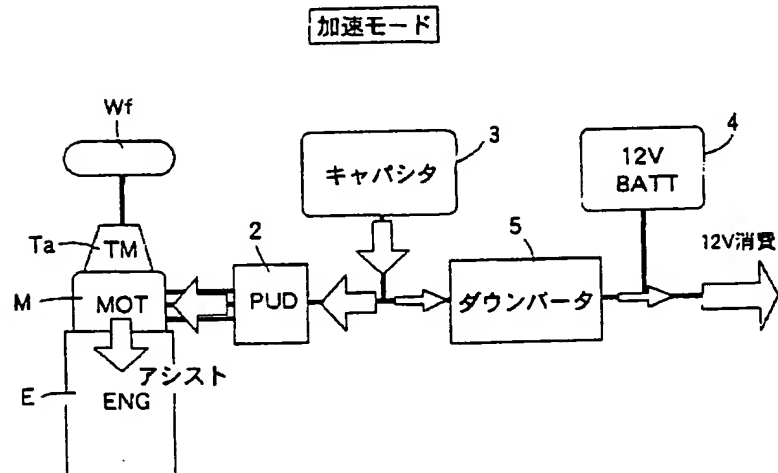 加速モード
Wf
3
4
キャパシタ
12V
BATT
Ta
TM
2
5
12V消費
M
MOT
PUD
ダウンバータ
アシスト
E
ENG